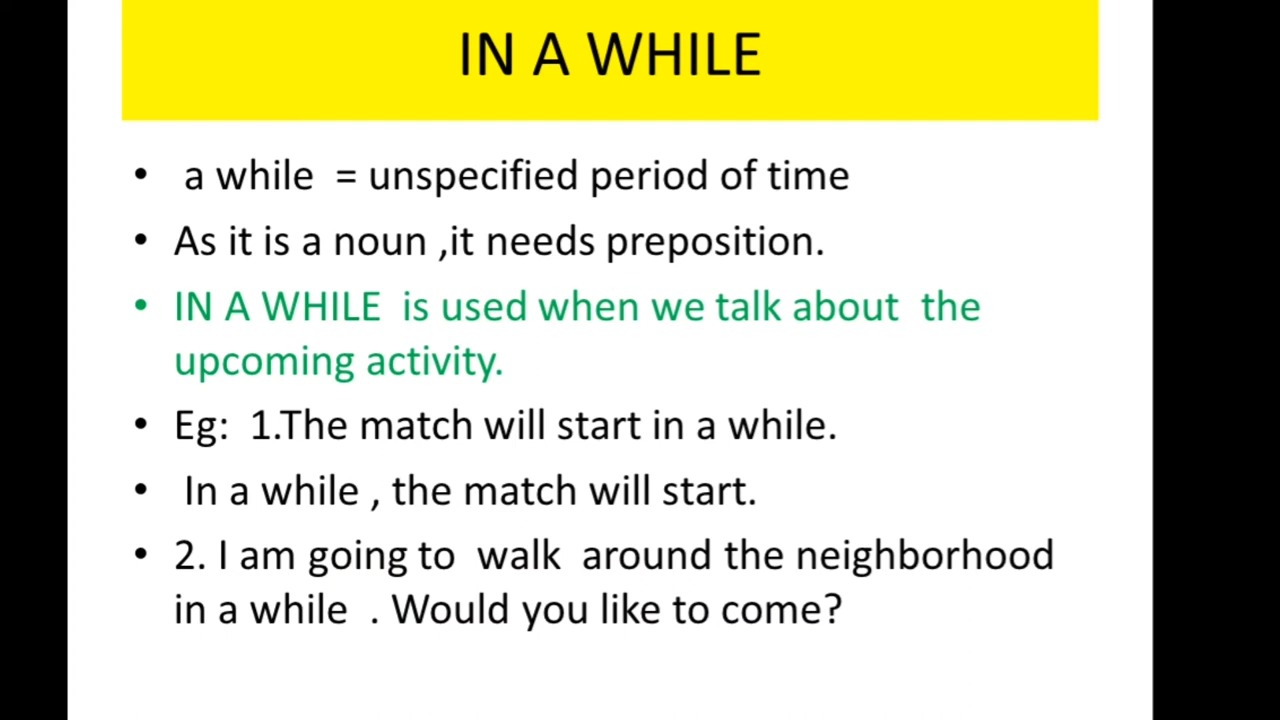 IN A WHILE
• a while = unspecified period of time
• As it is a noun ,it needs preposition.
• IN A WHILE is used when we talk about the
upcoming activity.
• Eg: 1.The match will start in a while.
• In a while , the match will start.
• 2. I am going to walk around the neighborhood
in a while . Would you like to come?